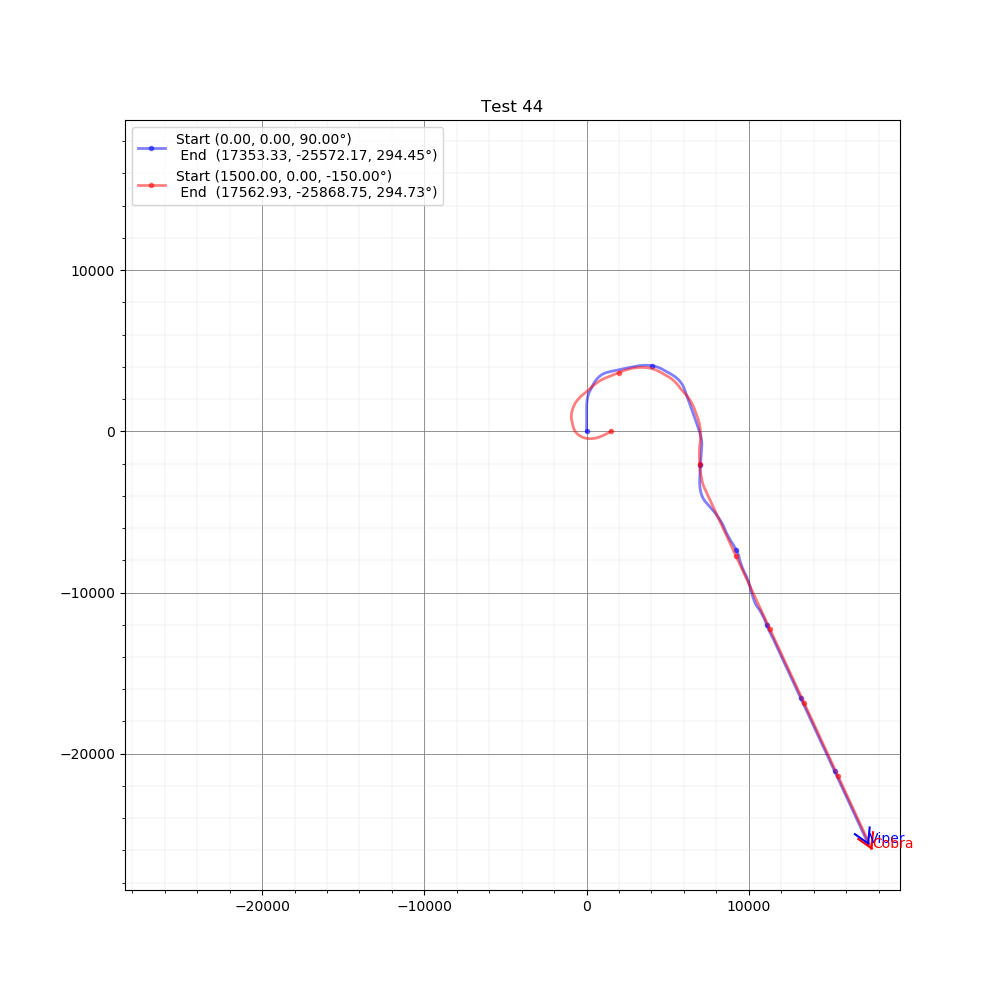 Test 44
Start (0.00, 0.00, 90.00°)
End (17353.33, -25572.17, 294.45°)
Start (1500.00, 0.00, -150.00°)
End (17562.93, -25868.75, 294.73°)
10000
0
−10000
−20000
Viper
Cobra
−20000
−10000
0
10000